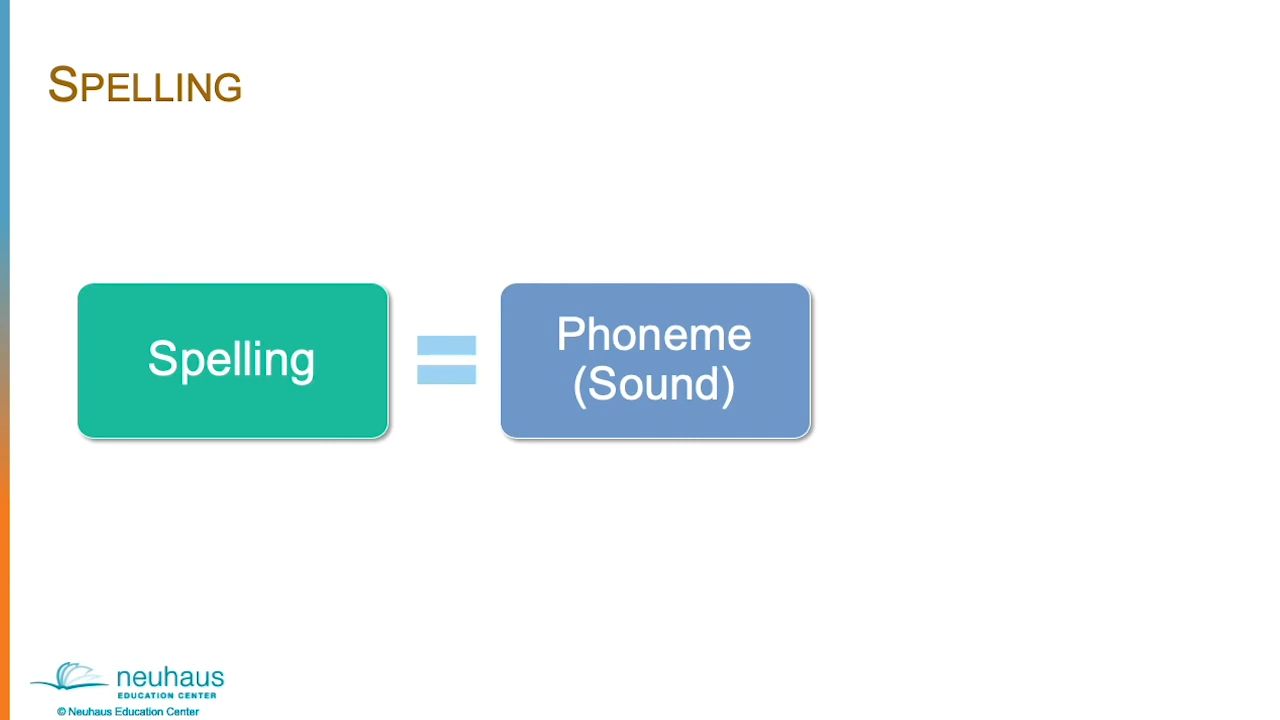 SPELLING
Spelling
=
Phoneme
(Sound)
neuhaus
EDUCATION CENTER
© Neuhaus Education Center